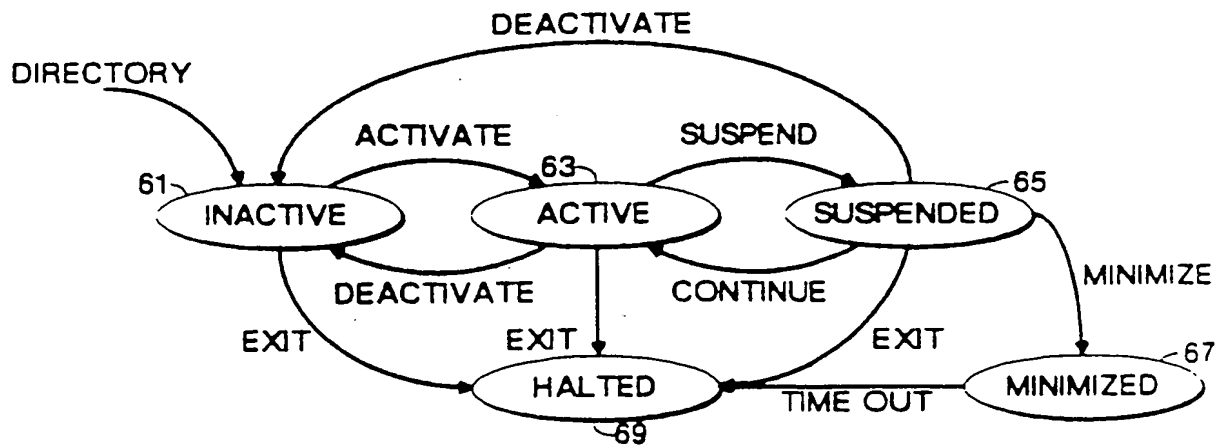 DEACTIVATE
DIRECTORY
ACTIVATE
SUSPEND
61
63
65
INACTIVE
ACTIVE
SUSPENDED
DEACTIVATE
CONTINUE
MINIMIZE
EXIT
EXIT
EXIT
67
HALTED
TIME OUT
MINIMIZED
69